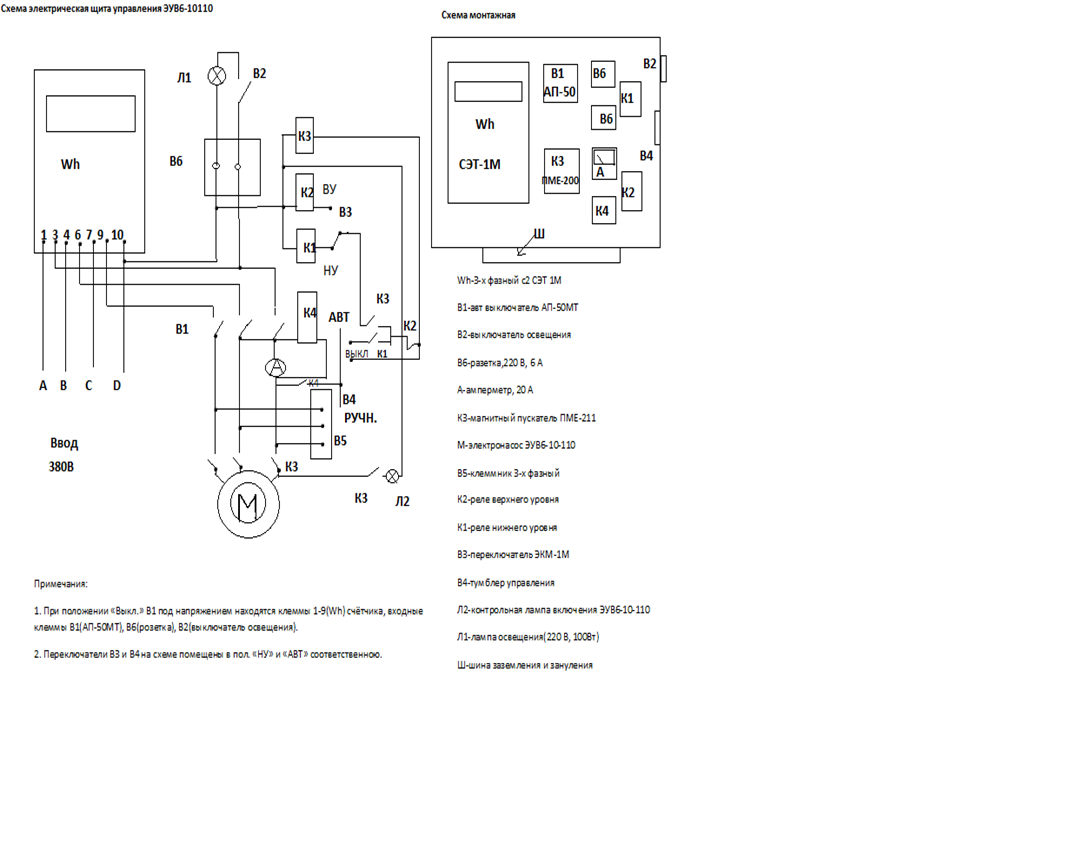 Схема электрическая щита управления ЭУВ6-10110
Л1
В2
К3
Wh
В6
К2
ВУ
В3
1 3 4 6 7 9 10
К1
НУ
К3
К4
АВТ
К2
В1
ВЫКЛ
К1
А
К4
А
В
С
D
В4
РУЧН.
В5
Ввод
380В
К3
М
К3
Л2
Примечания:
1. При положении «Выкл.» В1 под напряжением находятся клеммы 1-9(Wh) счётчика, входные
клеммы В1(АП-50МТ), В6(розетка), В2(выключатель освещения).
2. Переключатели В3 и В4 на схеме помещены в пол. «НУ» и «АВТ» соответственною.
Схема монтажная
В2
В1
АП-50
В6
К1
Wh
В6
В4
СЭТ-1М
К3
ПМЕ-200
А
К2
К4
Ш
Wh-3-х фазный с2 СЭТ 1М
В1-авт выключатель АП-50МТ
В2-выключатель освещения
В6-разетка,220 В, 6 А
А-амперметр, 20 А
К3-магнитный пускатель ПМЕ-211
М-электронасос ЭУВ6-10-110
В5-клеммник 3-х фазный
К2-реле верхнего уровня
К1-реле нижнего уровня
В3-переключатель ЭКМ-1М
В4-тумблер управления
Л2-контрольная лампа включения ЭУВ6-10-110
Л1-лампа освещения(220 В, 100Вт)
Ш-шина заземления и зануления